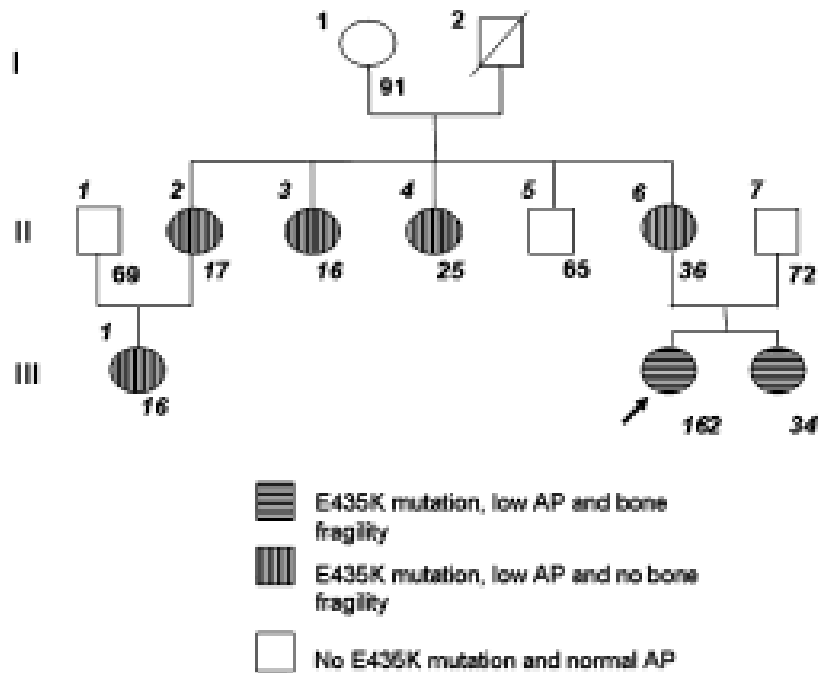 1 2
I
91
1 2 3 4 5 6 7
II
69 17 16 25 65 36 72
1
III
16 162 34
E435K mutation, low AP and bone
fragility
E435K mutation, low AP and no bone
fragility
No E435K mutation and normal AP